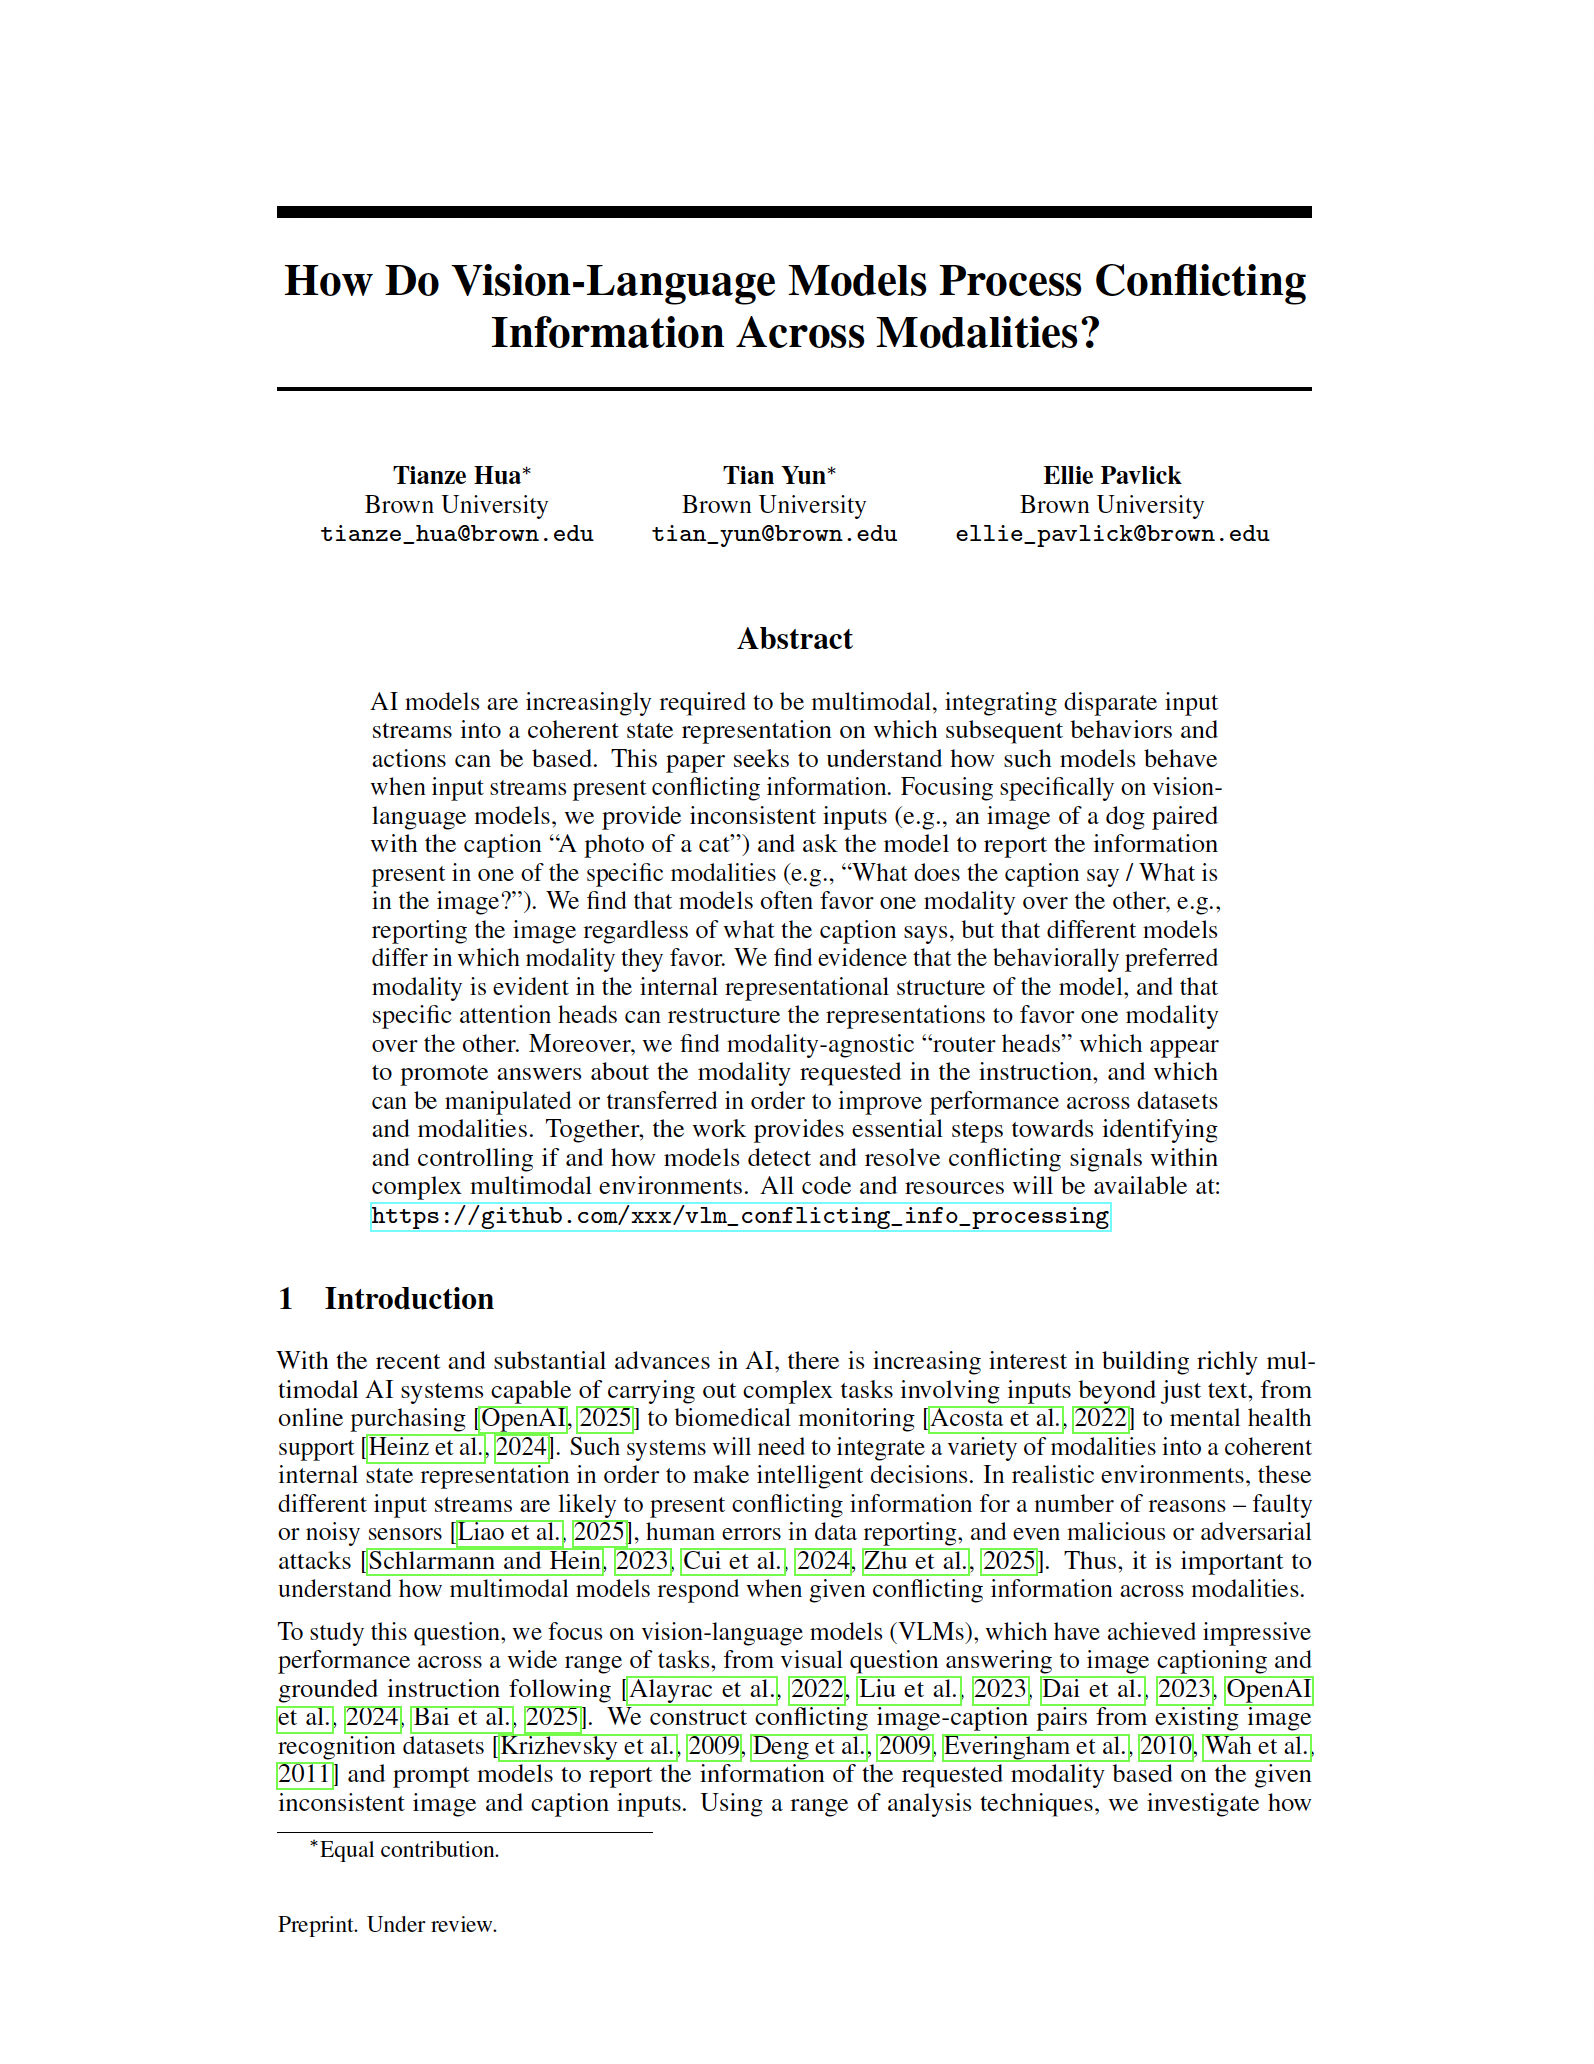 How Do Vision-Language Models Process Conflicting
Information Across Modalities?
Tianze Hua*
Brown University
tianze_hua@brown.edu
Tian Yun*
Brown University
tian_yun@brown.edu
Ellie Pavlick
Brown University
ellie_pavlick@brown.edu
Abstract
AI models are increasingly required to be multimodal, integrating disparate input
streams into a coherent state representation on which subsequent behaviors and
actions can be based. This paper seeks to understand how such models behave
when input streams present conflicting information. Focusing specifically on vision-
language models, we provide inconsistent inputs (e.g., an image of a dog paired
with the caption “A photo of a cat”) and ask the model to report the information
present in one of the specific modalities (e.g., “What does the caption say / What is
in the image?”). We find that models often favor one modality over the other, e.g.,
reporting the image regardless of what the caption says, but that different models
differ in which modality they favor. We find evidence that the behaviorally preferred
modality is evident in the internal representational structure of the model, and that
specific attention heads can restructure the representations to favor one modality
over the other. Moreover, we find modality-agnostic “router heads” which appear
to promote answers about the modality requested in the instruction, and which
can be manipulated or transferred in order to improve performance across datasets
and modalities. Together, the work provides essential steps towards identifying
and controlling if and how models detect and resolve conflicting signals within
complex multimodal environments. All code and resources will be available at:
https://github.com/xxx/vlm_conflicting_info_processing
1 Introduction
With the recent and substantial advances in AI, there is increasing interest in building richly mul-
timodal AI systems capable of carrying out complex tasks involving inputs beyond just text, from
online purchasing [OpenAI, 2025] to biomedical monitoring [Acosta et al., 2022] to mental health
support [Heinz et al., 2024]. Such systems will need to integrate a variety of modalities into a coherent
internal state representation in order to make intelligent decisions. In realistic environments, these
different input streams are likely to present conflicting information for a number of reasons – faulty
or noisy sensors [Liao et al., 2025], human errors in data reporting, and even malicious or adversarial
attacks [Schlarmann and Hein, 2023, Cui et al., 2024, Zhu et al., 2025]. Thus, it is important to
understand how multimodal models respond when given conflicting information across modalities.
To study this question, we focus on vision-language models (VLMs), which have achieved impressive
performance across a wide range of tasks, from visual question answering to image captioning and
grounded instruction following [Alayrac et al., 2022, Liu et al., 2023, Dai et al., 2023, OpenAI
et al., 2024, Bai et al., 2025]. We construct conflicting image-caption pairs from existing image
recognition datasets [Krizhevsky et al., 2009, Deng et al., 2009, Everingham et al., 2010, Wah et al.,
2011] and prompt models to report the information of the requested modality based on the given
inconsistent image and caption inputs. Using a range of analysis techniques, we investigate how
*Equal contribution.
Preprint. Under review.